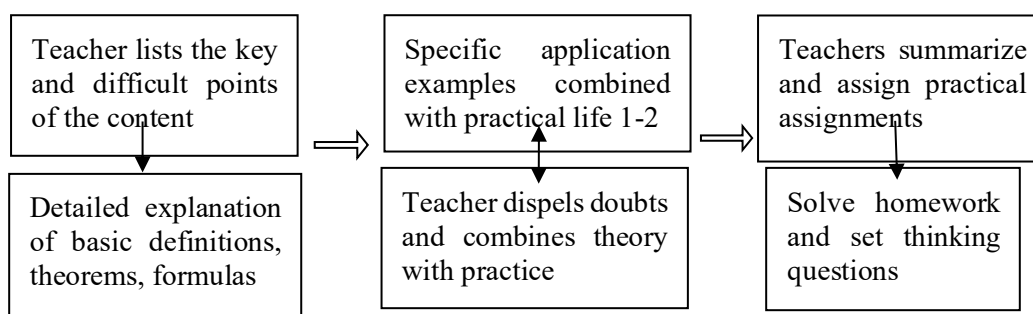 Teacher lists the key
and difficult points
of the content
Detailed explanation
of basic definitions,
theorems, formulas
Specific application
examples combined
with practical life 1-2
Teacher dispels doubts
and combines theory
with practice
Teachers summarize
and assign practical
assignments
Solve homework
and set thinking
questions